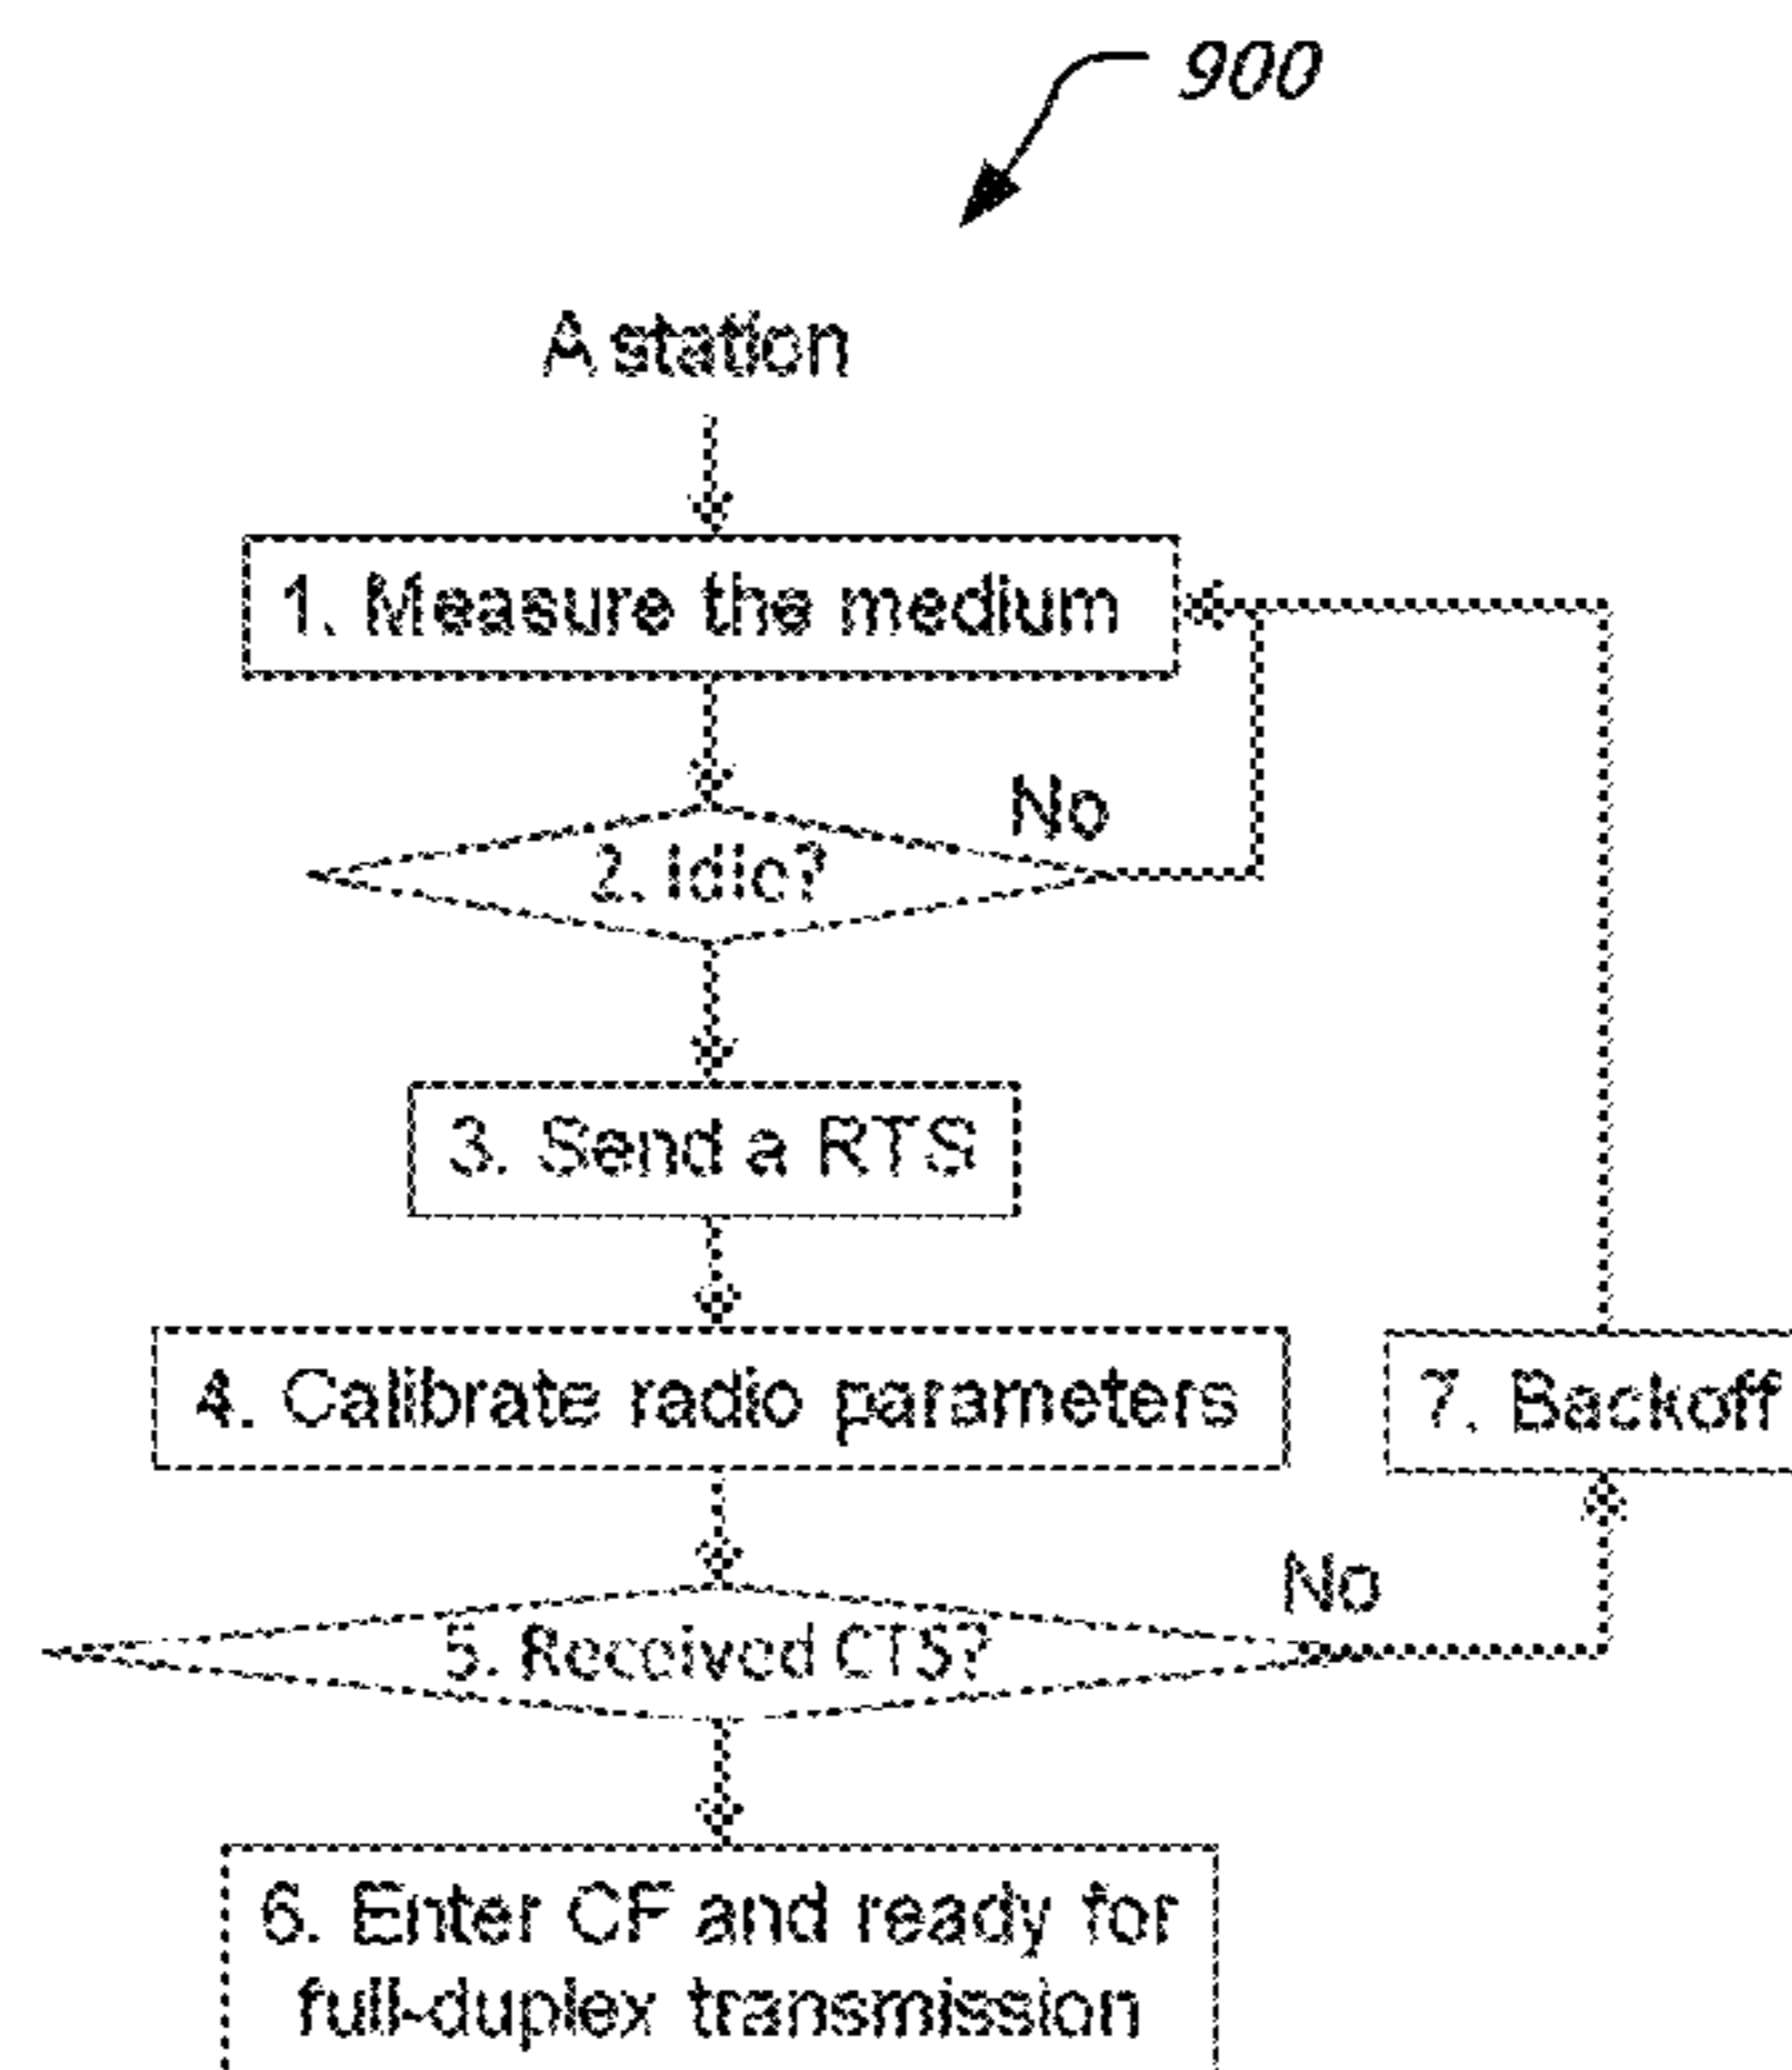 900
A station
1. Measure the medium
No
2. Idle?
3. Send a RTS
4. Calibrate radio parameters
7. Backoff
No
5. Received CTS?
6. Enter CF and ready for
full-duplex transmission